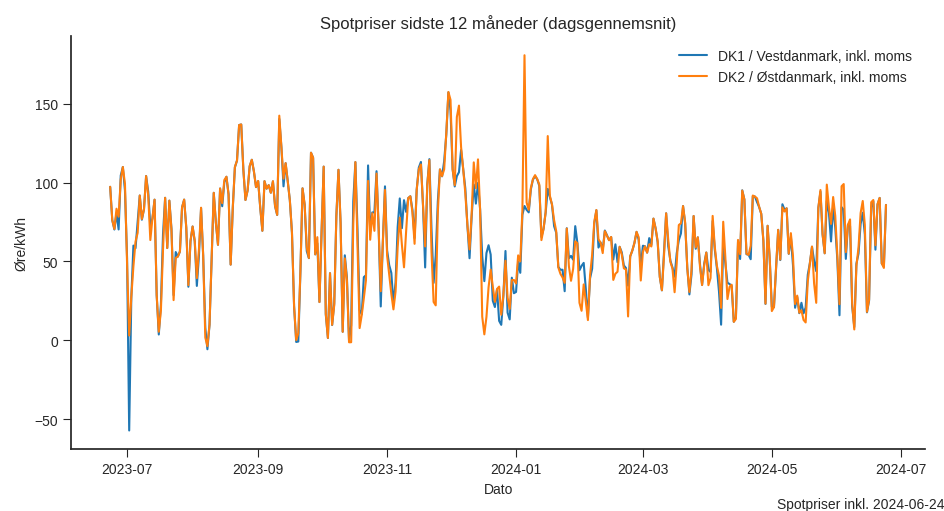 Spotpriser sidste 12 måneder (dagsgennemsnit)
DK1 / Vestdanmark, inkl. moms
DK2 / Østdanmark, inkl. moms
Øre/kWh
150
100
50
0
−50
2023-07
2023-09
2023-11
2024-01
2024-03
2024-05
2024-07
Dato
Spotpriser inkl. 2024-06-24